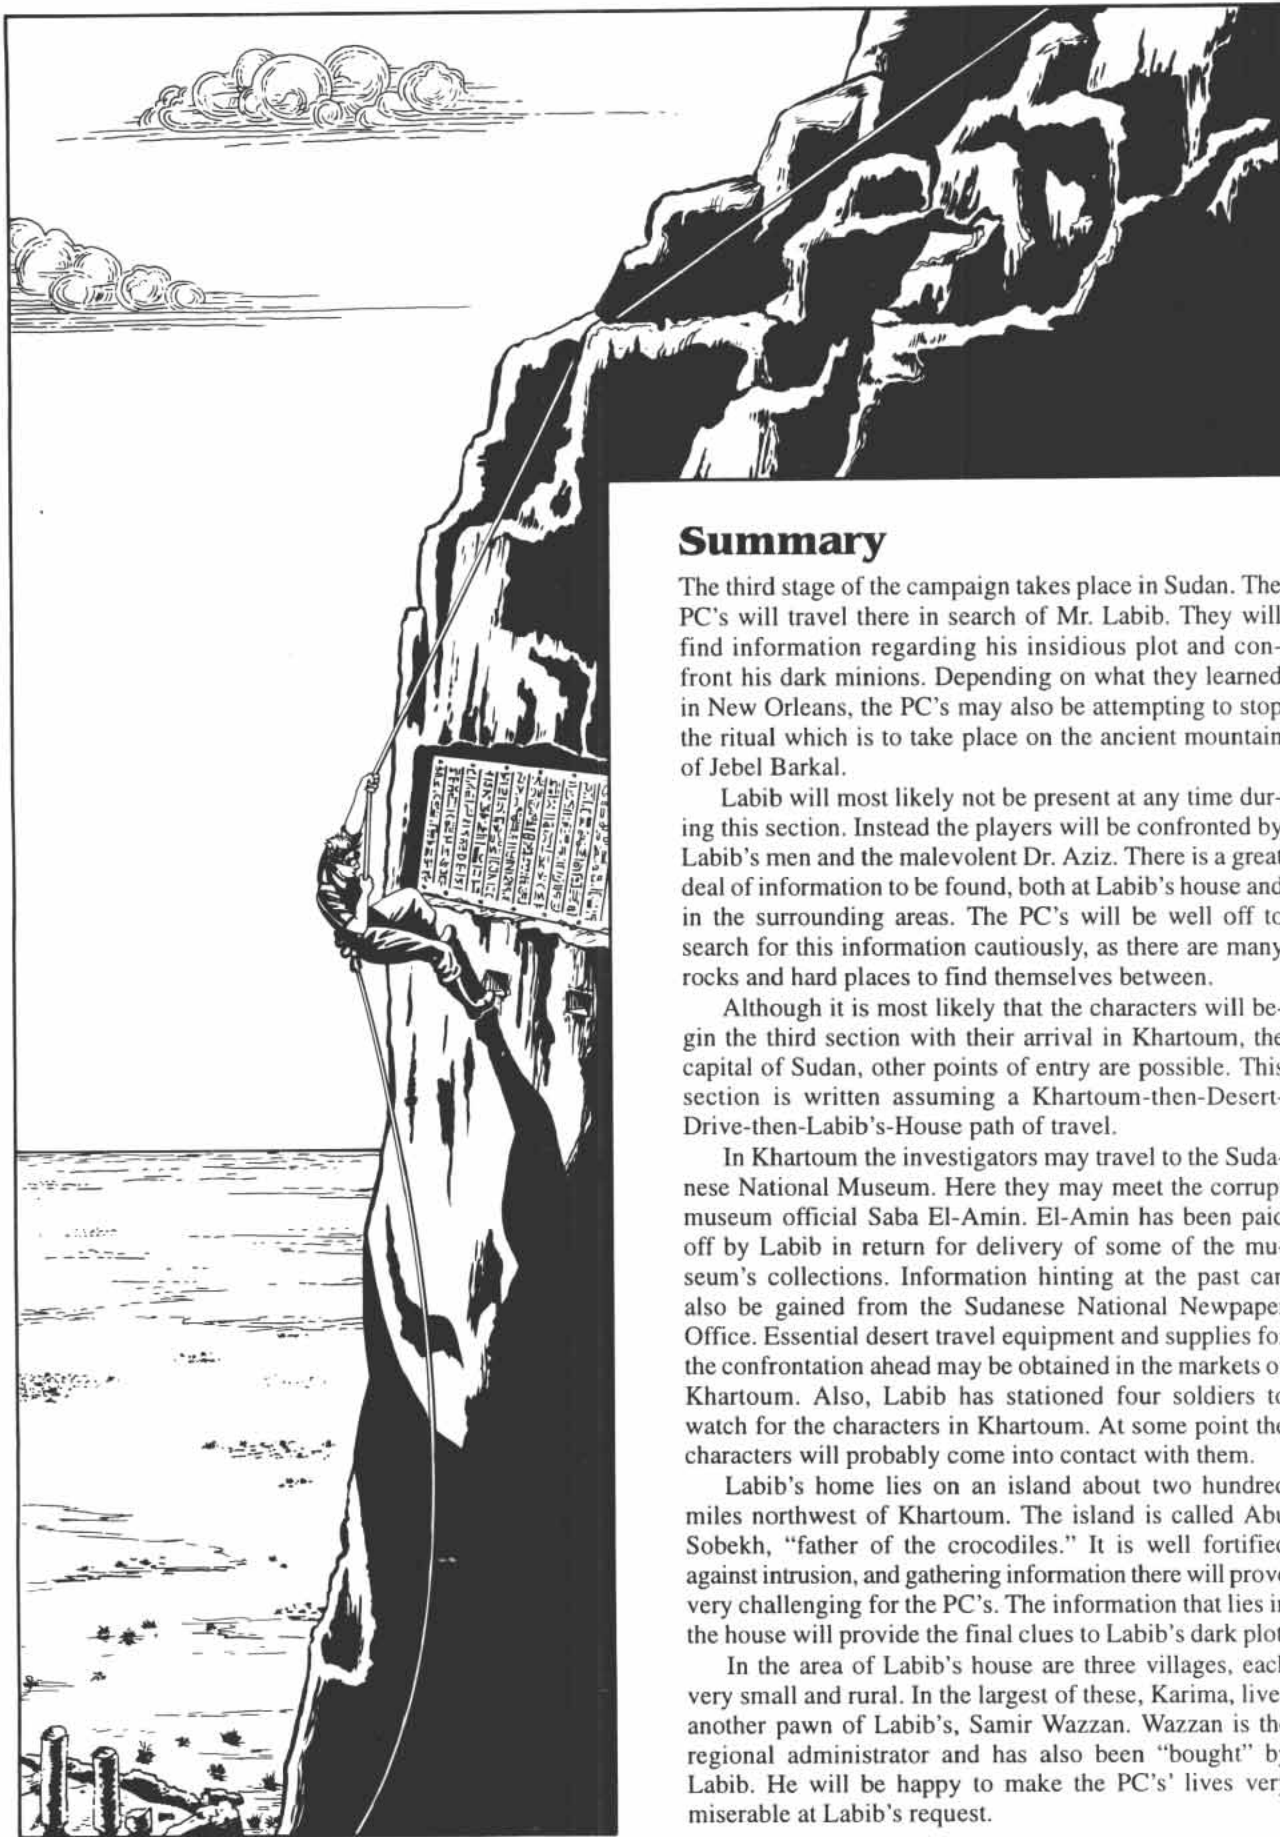 Summary
The third stage of the campaign takes place in Sudan. The
PC's will travel there in search of Mr. Labib. They will
find information regarding his insidious plot and con-
front his dark minions. Depending on what they learned
in New Orleans, the PC's may also be attempting to stop
the ritual which is to take place on the ancient mountain
of Jebel Barkal.
Labib will most likely not be present at any time dur-
ing this section. Instead the players will be confronted by
Labib's men and the malevolent Dr. Aziz. There is a great
deal of information to be found, both at Labib's house and
in the surrounding areas. The PC's will be well off to
search for this information cautiously, as there are many
rocks and hard places to find themselves between.
Although it is most likely that the characters will be-
gin the third section with their arrival in Khartoum, the
capital of Sudan, other points of entry are possible. This
section is written assuming a Khartoum-then-Desert-
Drive-then-Labib's-House path of travel.
In Khartoum the investigators may travel to the Suda-
nese National Museum. Here they may meet the corrup
museum official Saba El-Amin. El-Amin has been paid
off by Labib in return for delivery of some of the mu-
seum's collections. Information hinting at the past can
also be gained from the Sudanese National Newpape
Office. Essential desert travel equipment and supplies fo
the confrontation ahead may be obtained in the markets o
Khartoum. Also, Labib has stationed four soldiers to
watch for the characters in Khartoum. At some point the
characters will probably come into contact with them.
Labib's home lies on an island about two hundred
miles northwest of Khartoum. The island is called Abu
Sobekh, “father of the crocodiles.” It is well fortified
against intrusion, and gathering information there will prove
very challenging for the PC's. The information that lies in
the house will provide the final clues to Labib's dark plot
In the area of Labib's house are three villages, each
very small and rural. In the largest of these, Karima, live
another pawn of Labib's, Samir Wazzan. Wazzan is the
regional administrator and has also been “bought” by
Labib. He will be happy to make the PC's' lives very
miserable at Labib's request.